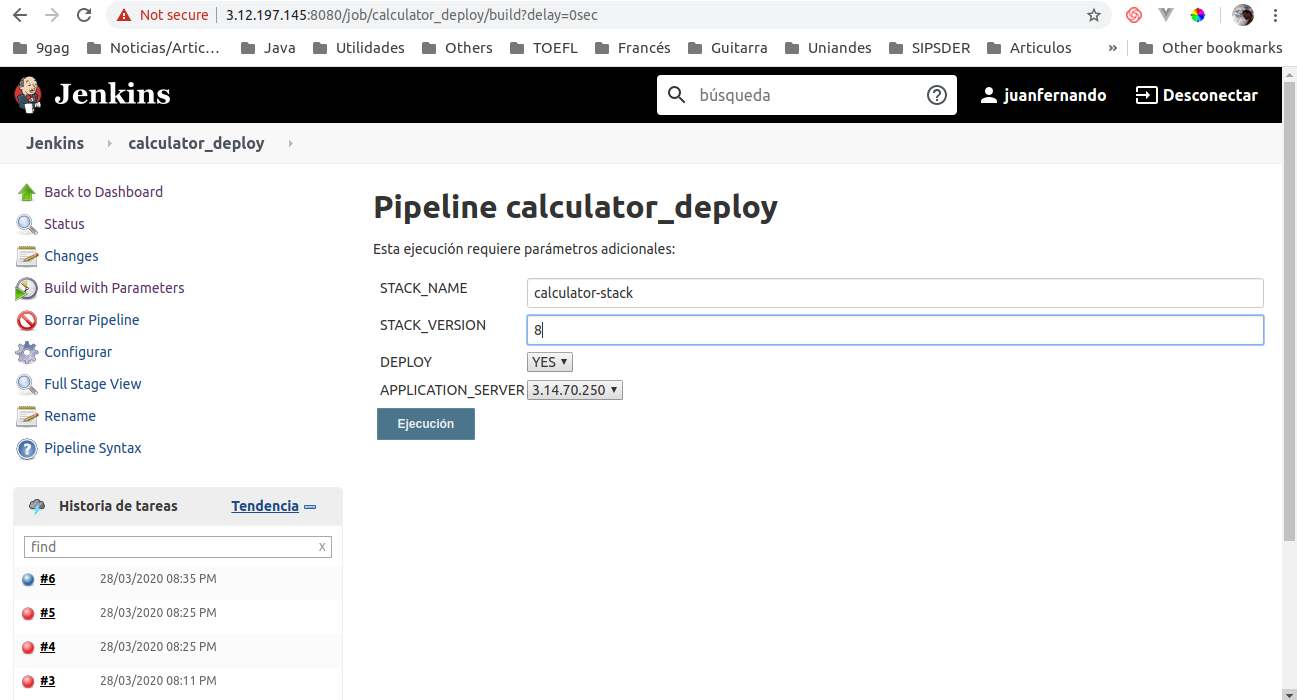 Not secure | 3.12.197.145:8080/job/calculator_deploy/build?delay=0sec
9gag Noticias/Artic… Java Utilidades Others TOEFL Francés Guitarra Uniandes SIPSDER Articulos » Other bookmarks
Jenkins búsqueda ? juanfernando Desconectar
Jenkins calculator_deploy
Back to Dashboard
Status
Changes
Build with Parameters
Borrar Pipeline
Configurar
Full Stage View
Rename
Pipeline Syntax
Pipeline calculator_deploy
Esta ejecución requiere parámetros adicionales:
STACK_NAME calculator-stack
STACK_VERSION 8
DEPLOY YES
APPLICATION_SERVER 3.14.70.250
Ejecución
Historia de tareas Tendencia
find x
#6 28/03/2020 08:35 PM
#5 28/03/2020 08:25 PM
#4 28/03/2020 08:25 PM
#3 28/03/2020 08:11 PM